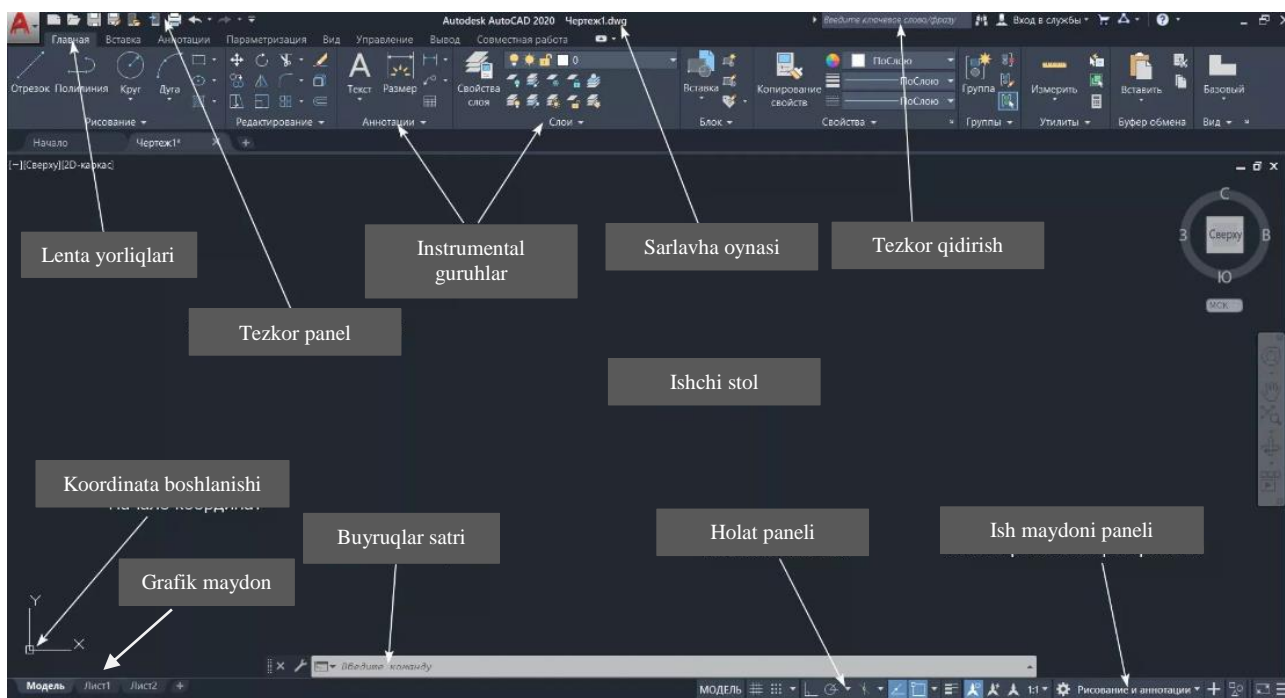 Autodesk AutoCAD 2020 Чертеж1.dwg
Введите ключевое слово/фразу
Вход в службы
Главная Вставка Аннотации Параметризация Вид Управление Вывод Совместная работа
Отрезок Полилиния Круг Дуга
Текст Размер
Свойства слоя
0
Вставка
Копирование свойств
ПоСлою
ПоСлою
ПоСлою
Группа
Измерить
Вставить
Базовый
Рисование Редактирование Аннотации Слои Блок Свойства Группы Утилиты Буфер обмена Вид
Начало Чертеж1*
[−][Сверху][2D-каркас]
С
З Сверху В
Ю
МСК
Lenta yorliqlari
Instrumental
guruhlar
Sarlavha oynasi
Tezkor qidirish
Tezkor panel
Ishchi stol
Koordinata boshlanishi
Buyruqlar satri
Holat paneli
Ish maydoni paneli
Grafik maydon
Y
X
Введите команду
Модель Лист1 Лист2 +
МОДЕЛЬ
1:1
Рисование и аннотации